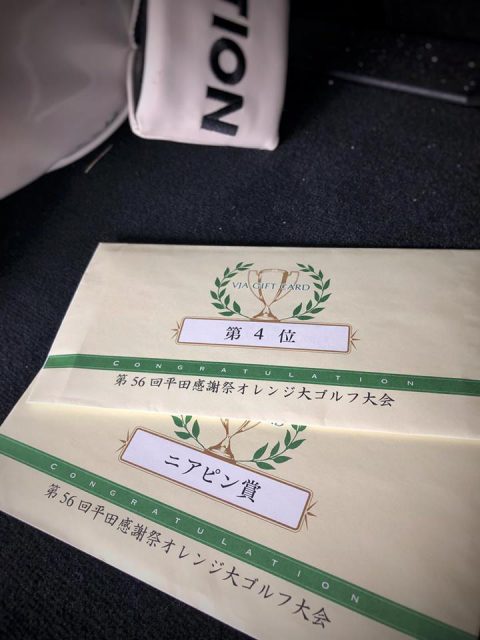 TION
VJA GIFT CARD
第 4 位
CONGRATULATION
第56回平田感謝祭オレンジ大ゴルフ大会
ニアピン賞
CONGRATULATION
第56回平田感謝祭オレンジ大ゴルフ大会